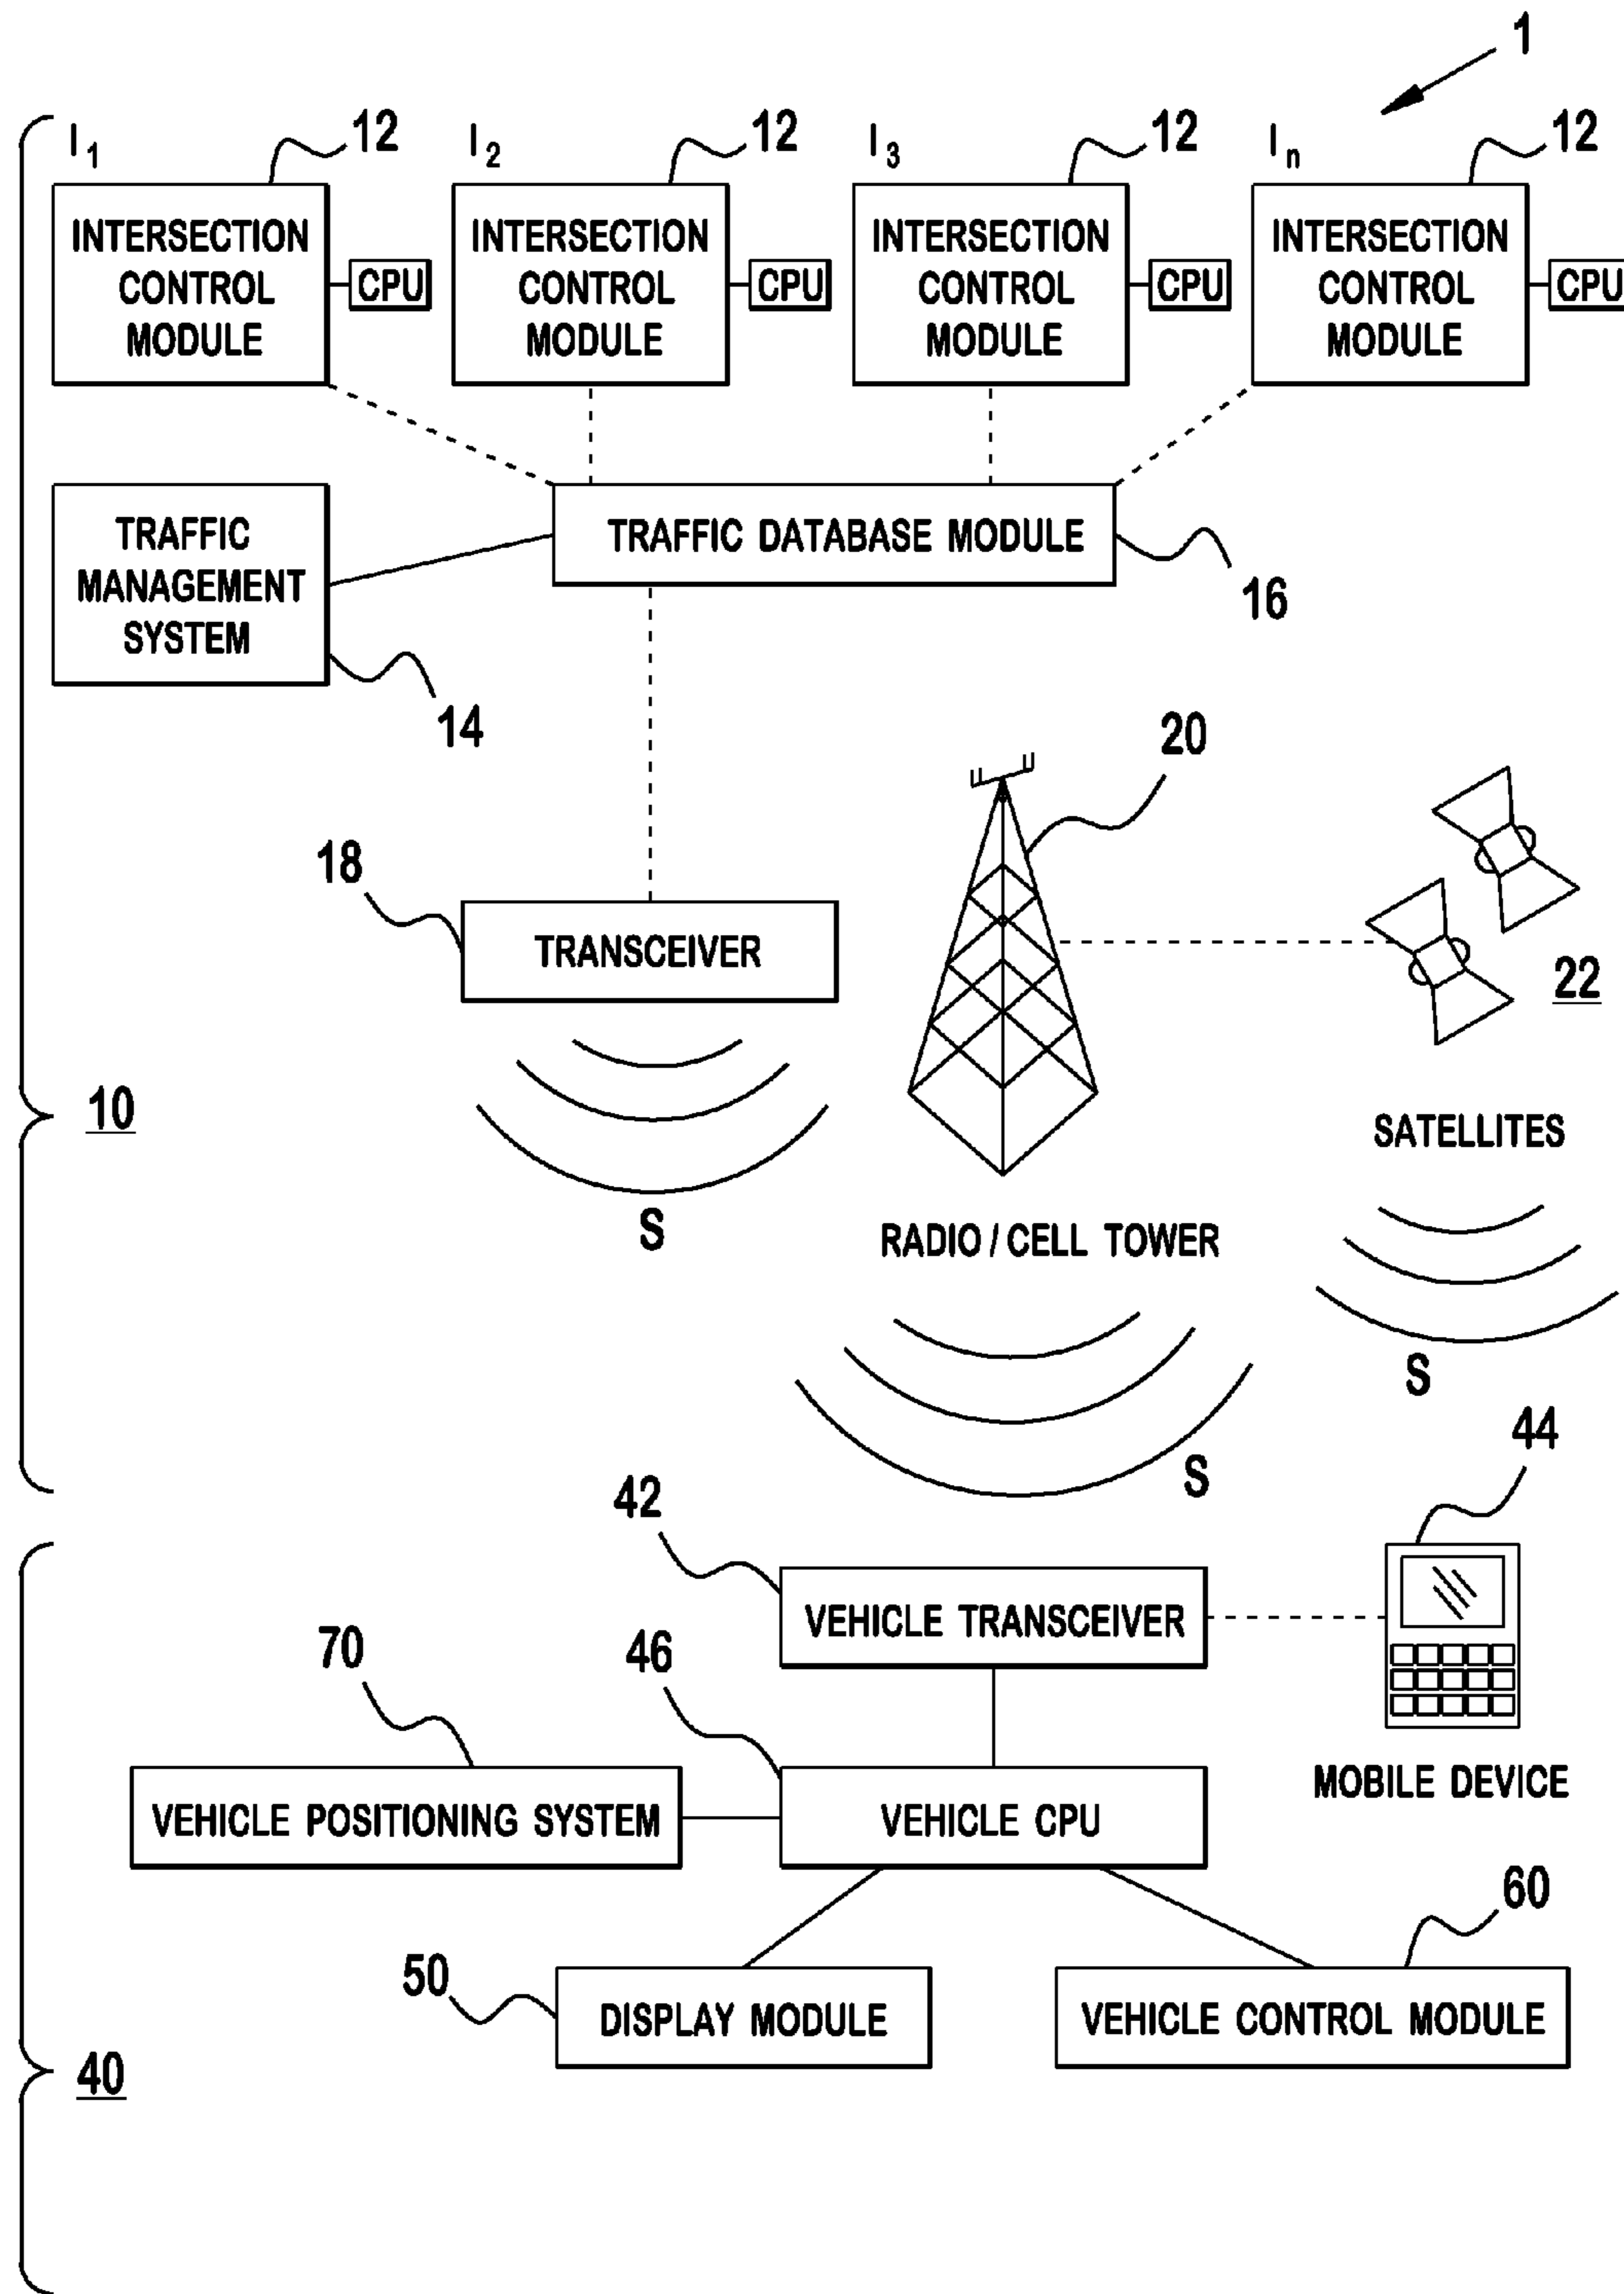 1
I1 12 I2 12 I3 12 In 12
INTERSECTION CONTROL MODULE
CPU
INTERSECTION CONTROL MODULE
CPU
INTERSECTION CONTROL MODULE
CPU
INTERSECTION CONTROL MODULE
CPU
TRAFFIC MANAGEMENT SYSTEM
14
TRAFFIC DATABASE MODULE
16
20
18
TRANSCEIVER
22
10
SATELLITES
S
RADIO / CELL TOWER
S
S
44
42
VEHICLE TRANSCEIVER
70
46
MOBILE DEVICE
VEHICLE POSITIONING SYSTEM
VEHICLE CPU
60
50
DISPLAY MODULE
VEHICLE CONTROL MODULE
40